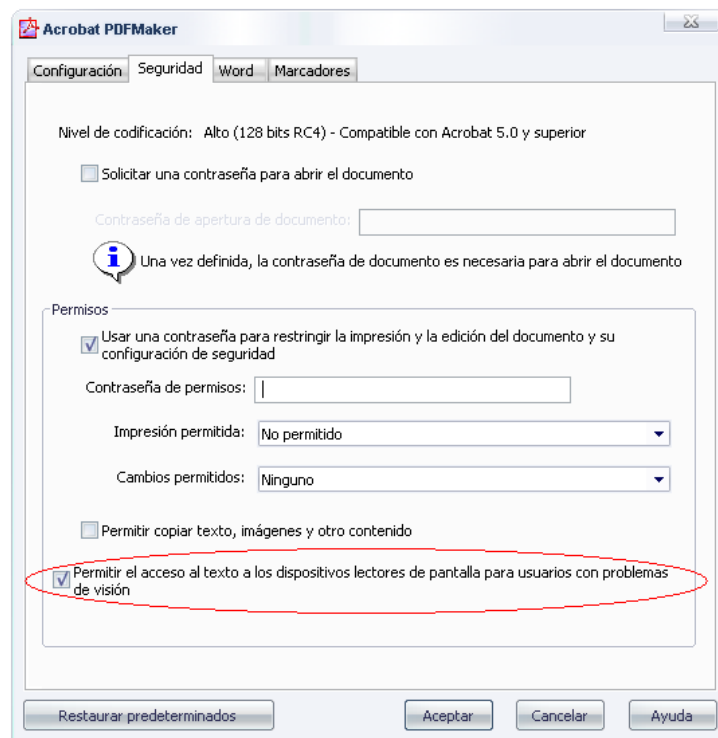 Acrobat PDFMaker
Configuración Seguridad Word Marcadores
Nivel de codificación: Alto (128 bits RC4) - Compatible con Acrobat 5.0 y superior
Solicitar una contraseña para abrir el documento
Contraseña de apertura de documento:
Una vez definida, la contraseña de documento es necesaria para abrir el documento
Permisos
Usar una contraseña para restringir la impresión y la edición del documento y su
configuración de seguridad
Contraseña de permisos:
Impresión permitida: No permitido
Cambios permitidos: Ninguno
Permitir copiar texto, imágenes y otro contenido
Permitir el acceso al texto a los dispositivos lectores de pantalla para usuarios con problemas
de visión
Restaurar predeterminados Aceptar Cancelar Ayuda